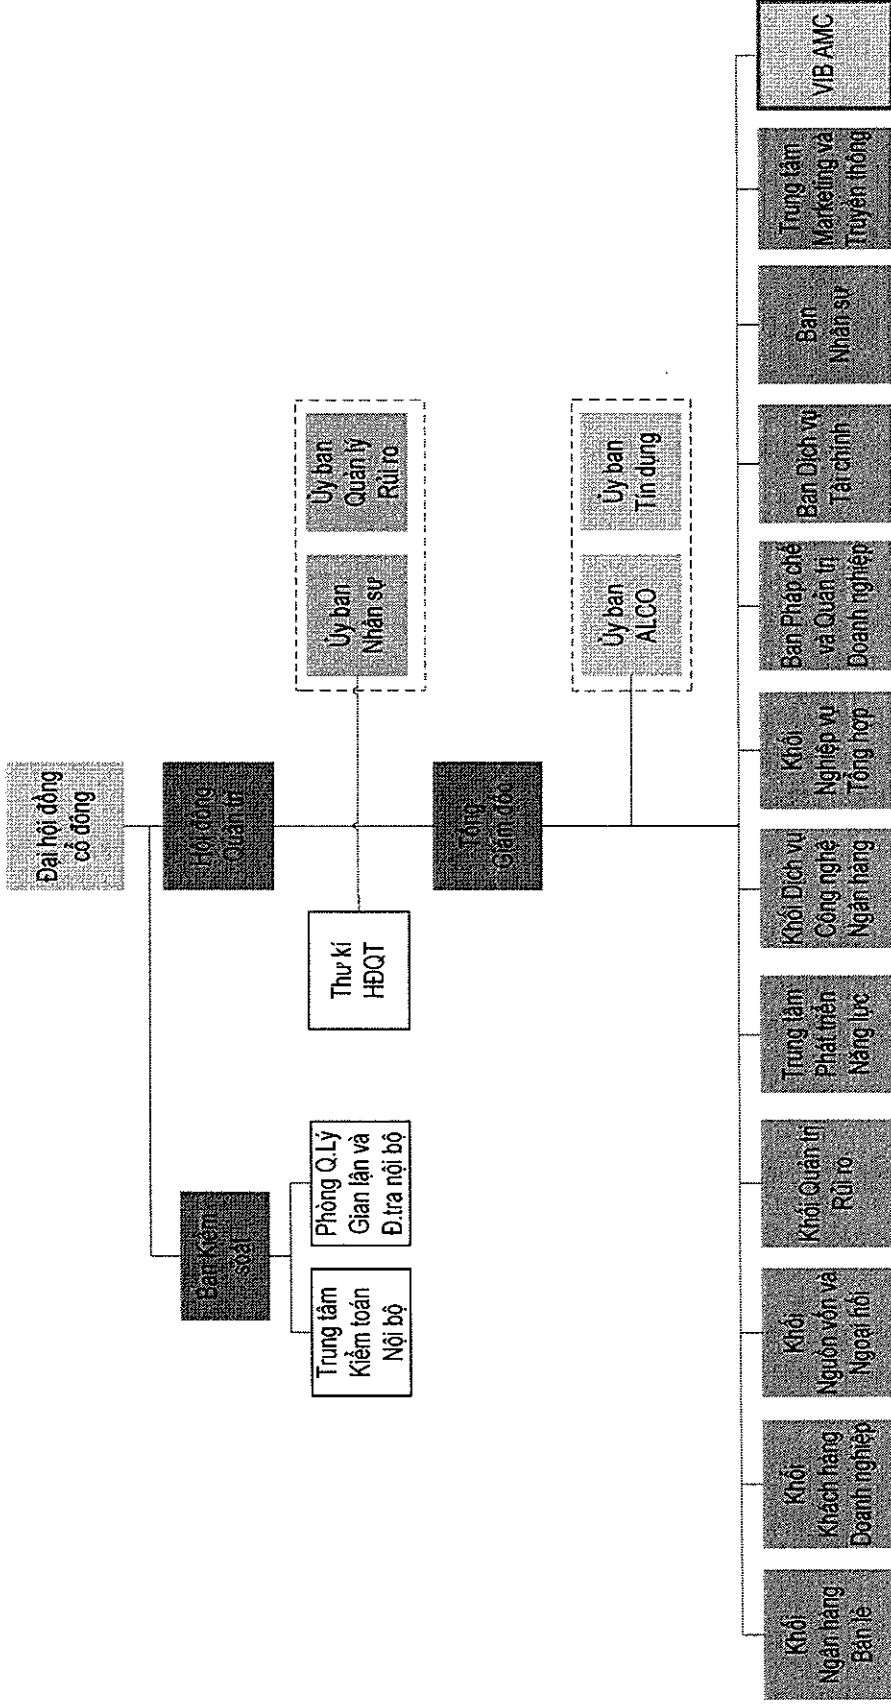 Đại hội đồng
cổ đông
Hội đồng
Quản trị
Ban Kiểm
soát
Trung tâm
Kiểm toán
Nội bộ
Phòng Q.Lý
Gian lận và
Đ.tra nội bộ
Thư kí
HĐQT
Ủy ban
Nhân sự
Ủy ban
Quản lý
Rủi ro
Tổng
Giám đốc
Ủy ban
ALCO
Ủy ban
Tín dụng
Khối
Ngân hàng
Bán lẻ
Khối
Khách hàng
Doanh nghiệp
Khối
Nguồn vốn và
Ngoại hối
Khối Quản trị
Rủi ro
Trung tâm
Phát triển
Năng lực
Khối Dịch vụ
Công nghệ
Ngân hàng
Khối
Nghiệp vụ
Tổng hợp
Ban Pháp chế
và Quản trị
Doanh nghiệp
Ban Dịch vụ
Tài chính
Ban
Nhân sự
Trung tâm
Marketing và
Truyền thông
VIB AMC